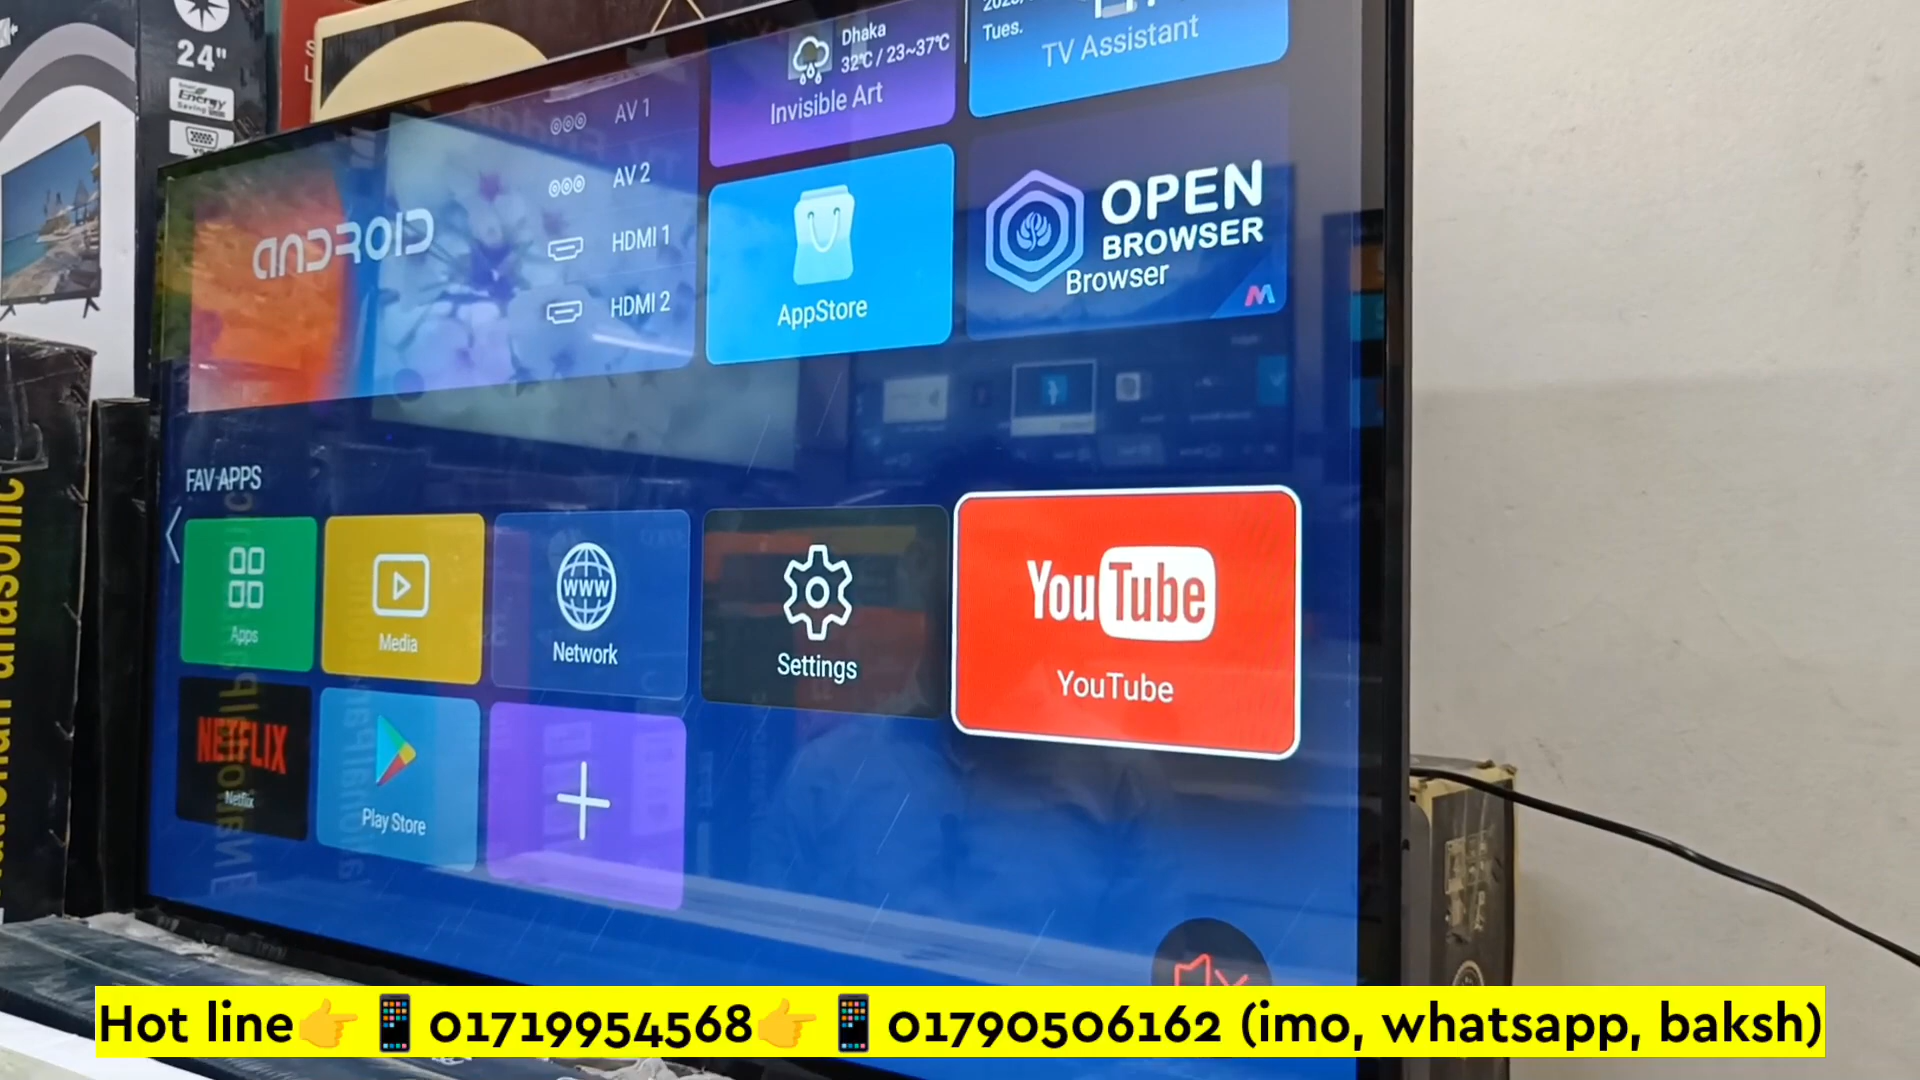 24"
Energy
Dhaka
32°C / 23~37°C
Invisible Art
Tues.
TV Assistant
AV 1
AV 2
HDMI 1
HDMI 2
ANDROID
AppStore
OPEN
BROWSER
Browser
FAV APPS
Apps
Media
www
Network
Settings
YouTube
YouTube
NETFLIX
Netflix
Play Store
Hot line👉📱01719954568👉📱01790506162 (imo, whatsapp, baksh)